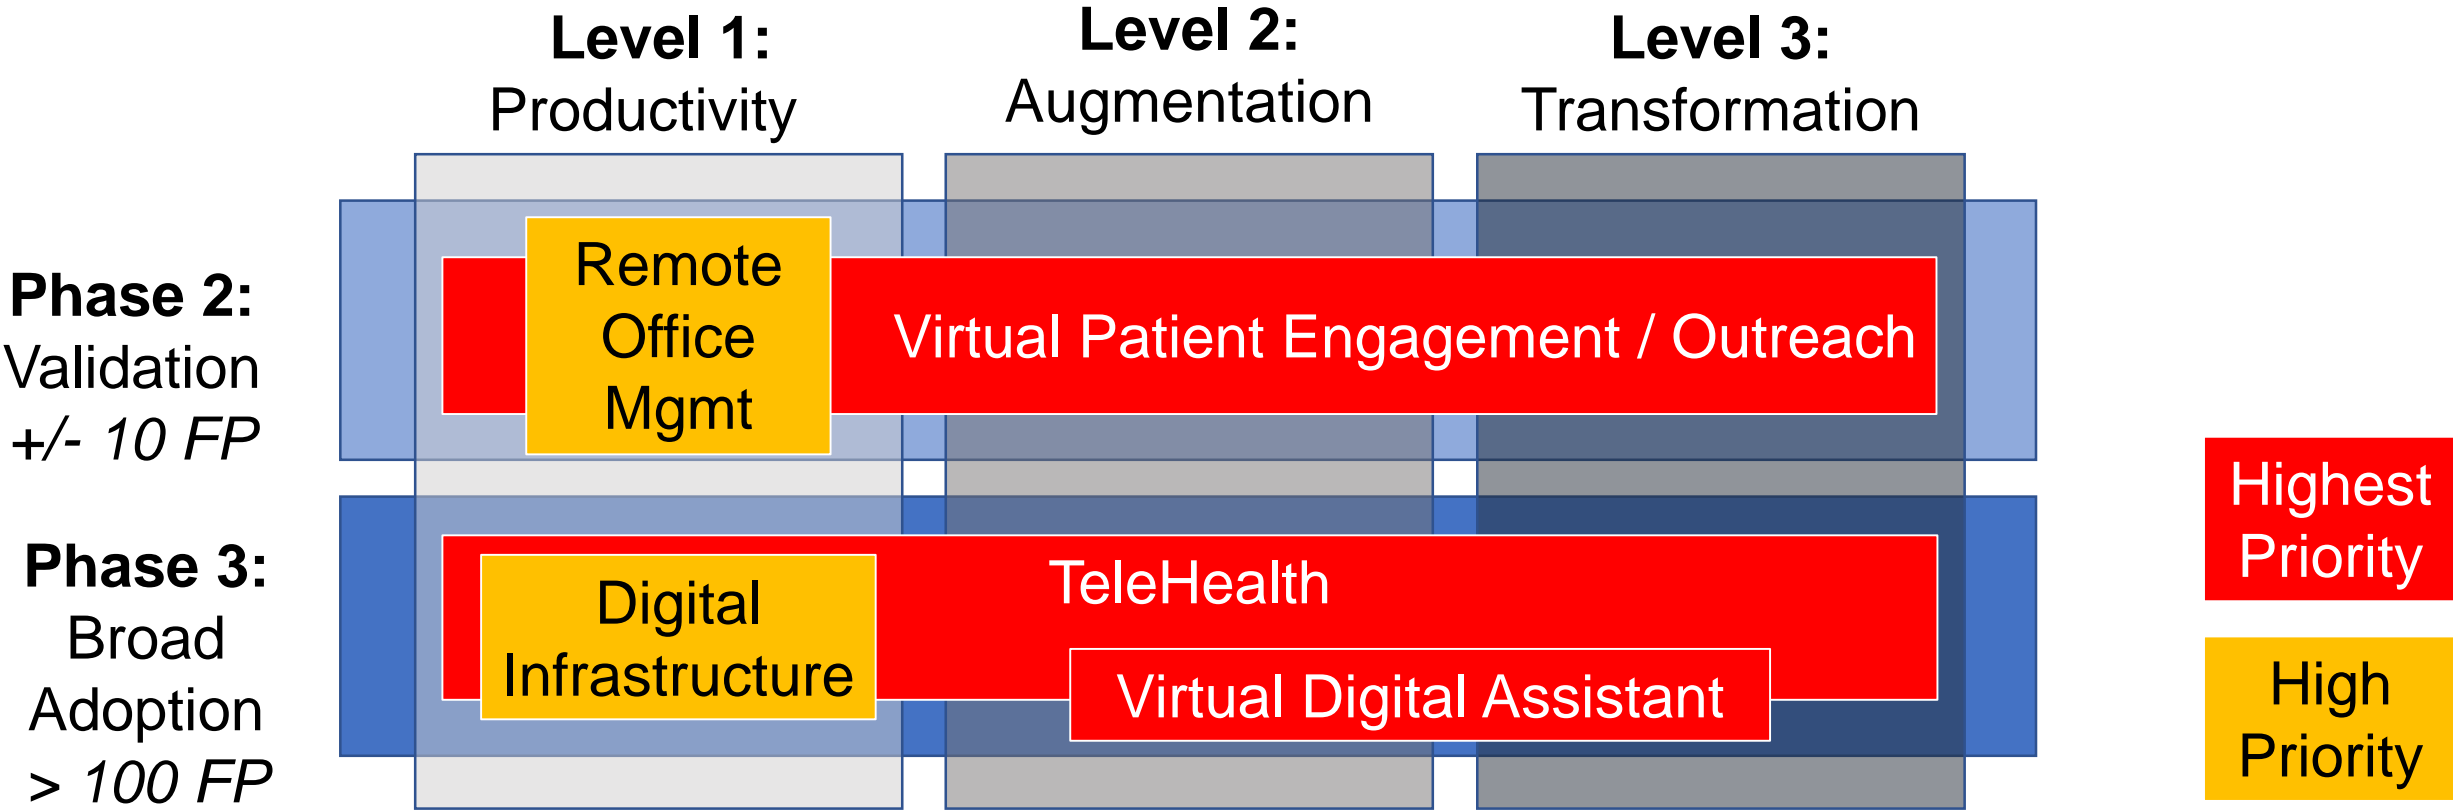 Level 1:
Productivity
Level 2:
Augmentation
Level 3:
Transformation
Phase 2:
Validation
+/- 10 FP
Remote
Office
Mgmt
Virtual Patient Engagement / Outreach
Phase 3:
Broad
Adoption
> 100 FP
Digital
Infrastructure
TeleHealth
Virtual Digital Assistant
Highest
Priority
High
Priority